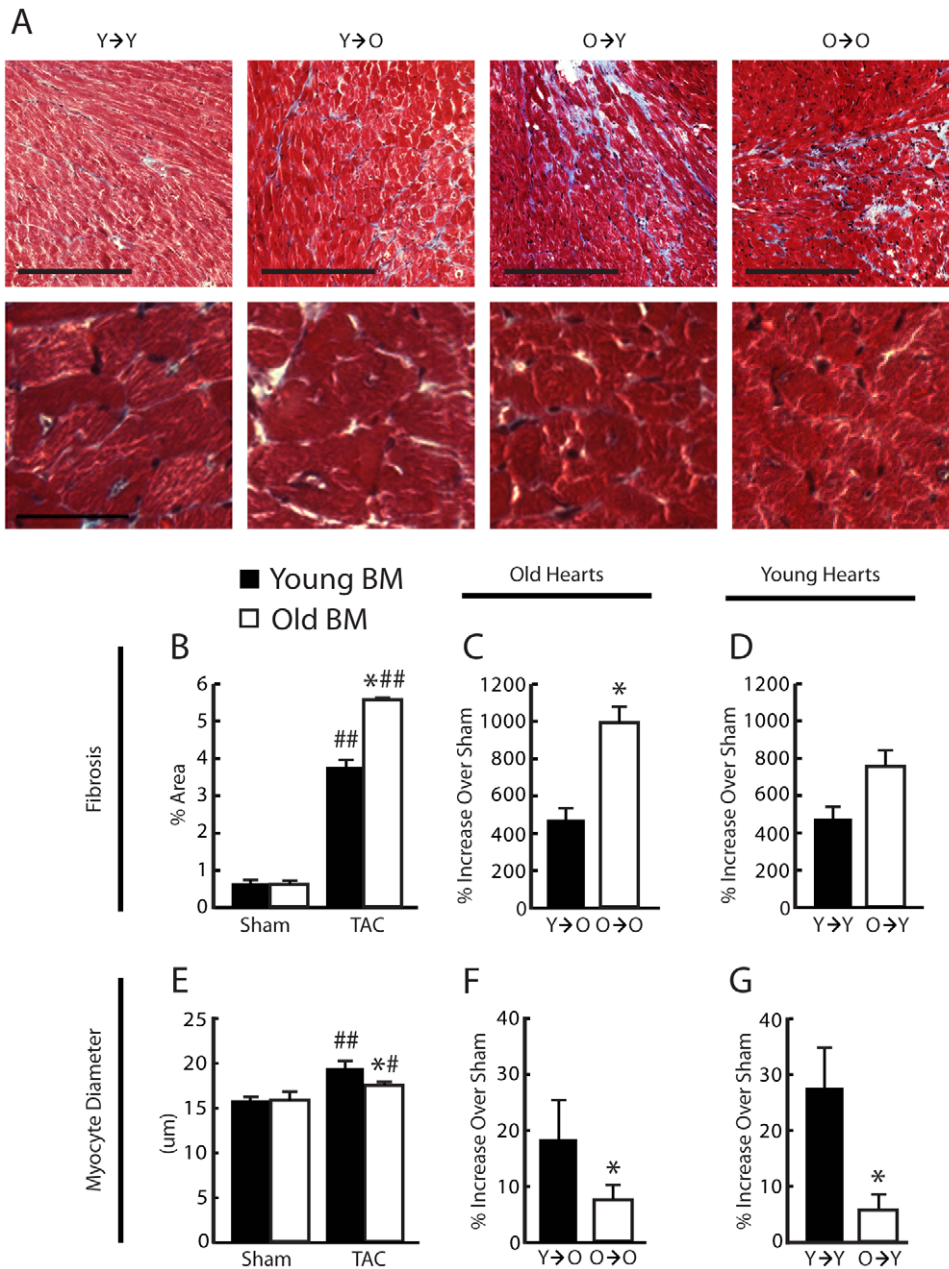 A
Y→Y Y→O O→Y O→O
Young BM
Old BM
Old Hearts
Young Hearts
Fibrosis
B
% Area
6
5
4
3
2
1
0
*##
##
Sham TAC
C
% Increase Over Sham
1200
1000
800
600
400
200
0
*
Y→O O→O
D
% Increase Over Sham
1200
1000
800
600
400
200
0
Y→Y O→Y
Myocyte Diameter
E
(um)
25
20
15
10
5
0
##
*#
Sham TAC
F
% Increase Over Sham
40
30
20
10
0
*
Y→O O→O
G
% Increase Over Sham
40
30
20
10
0
*
Y→Y O→Y